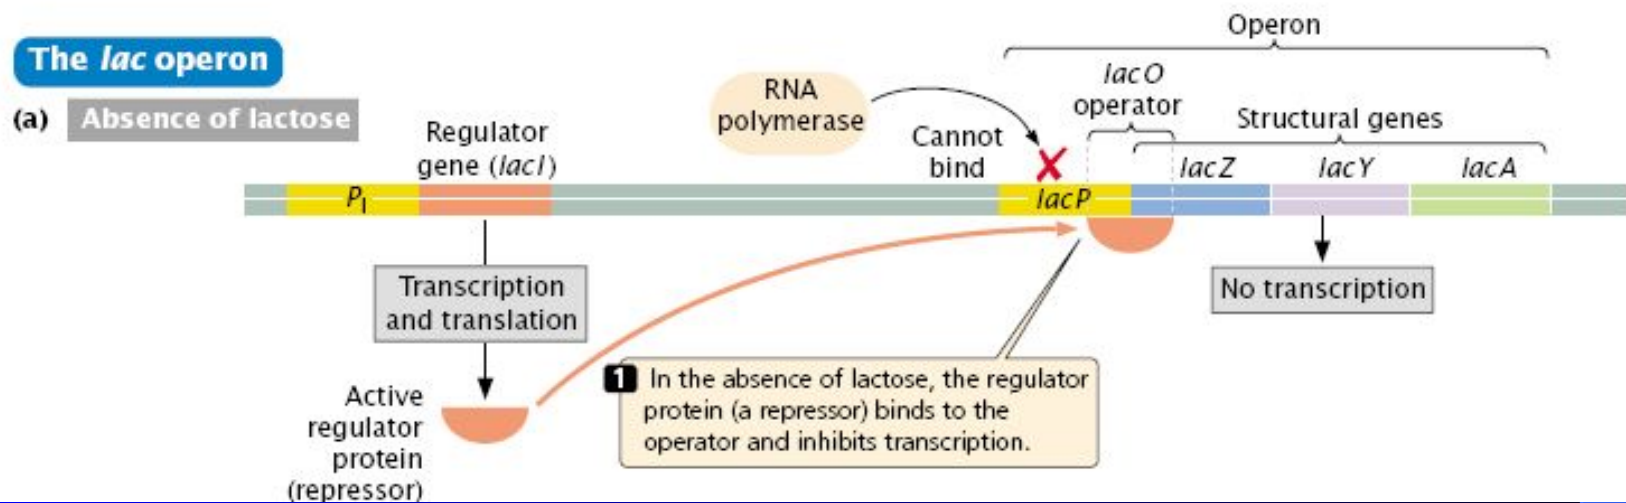 The lac operon
(a) Absence of lactose
Regulator
gene (lacI)
RNA
polymerase
Cannot
bind
Operon
lacO
operator
Structural genes
PI
lacP
lacZ
lacY
lacA
Transcription
and translation
No transcription
Active
regulator
protein
(repressor)
1 In the absence of lactose, the regulator
protein (a repressor) binds to the
operator and inhibits transcription.